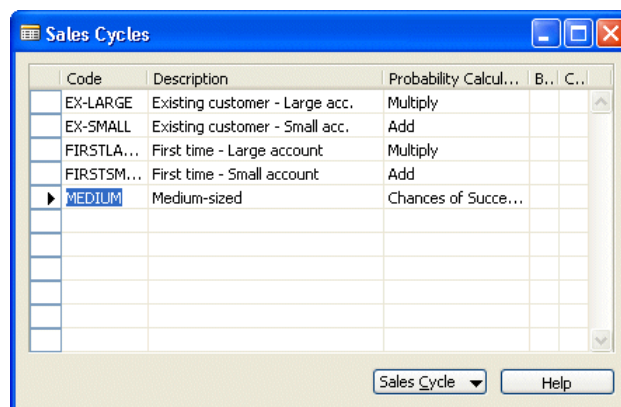 Sales Cycles
Code Description Probability Calcul... B... C...
EX-LARGE Existing customer - Large acc. Multiply
EX-SMALL Existing customer - Small acc. Add
FIRSTLA... First time - Large account Multiply
FIRSTSM... First time - Small account Add
MEDIUM Medium-sized Chances of Succe...
Sales Cycle Help